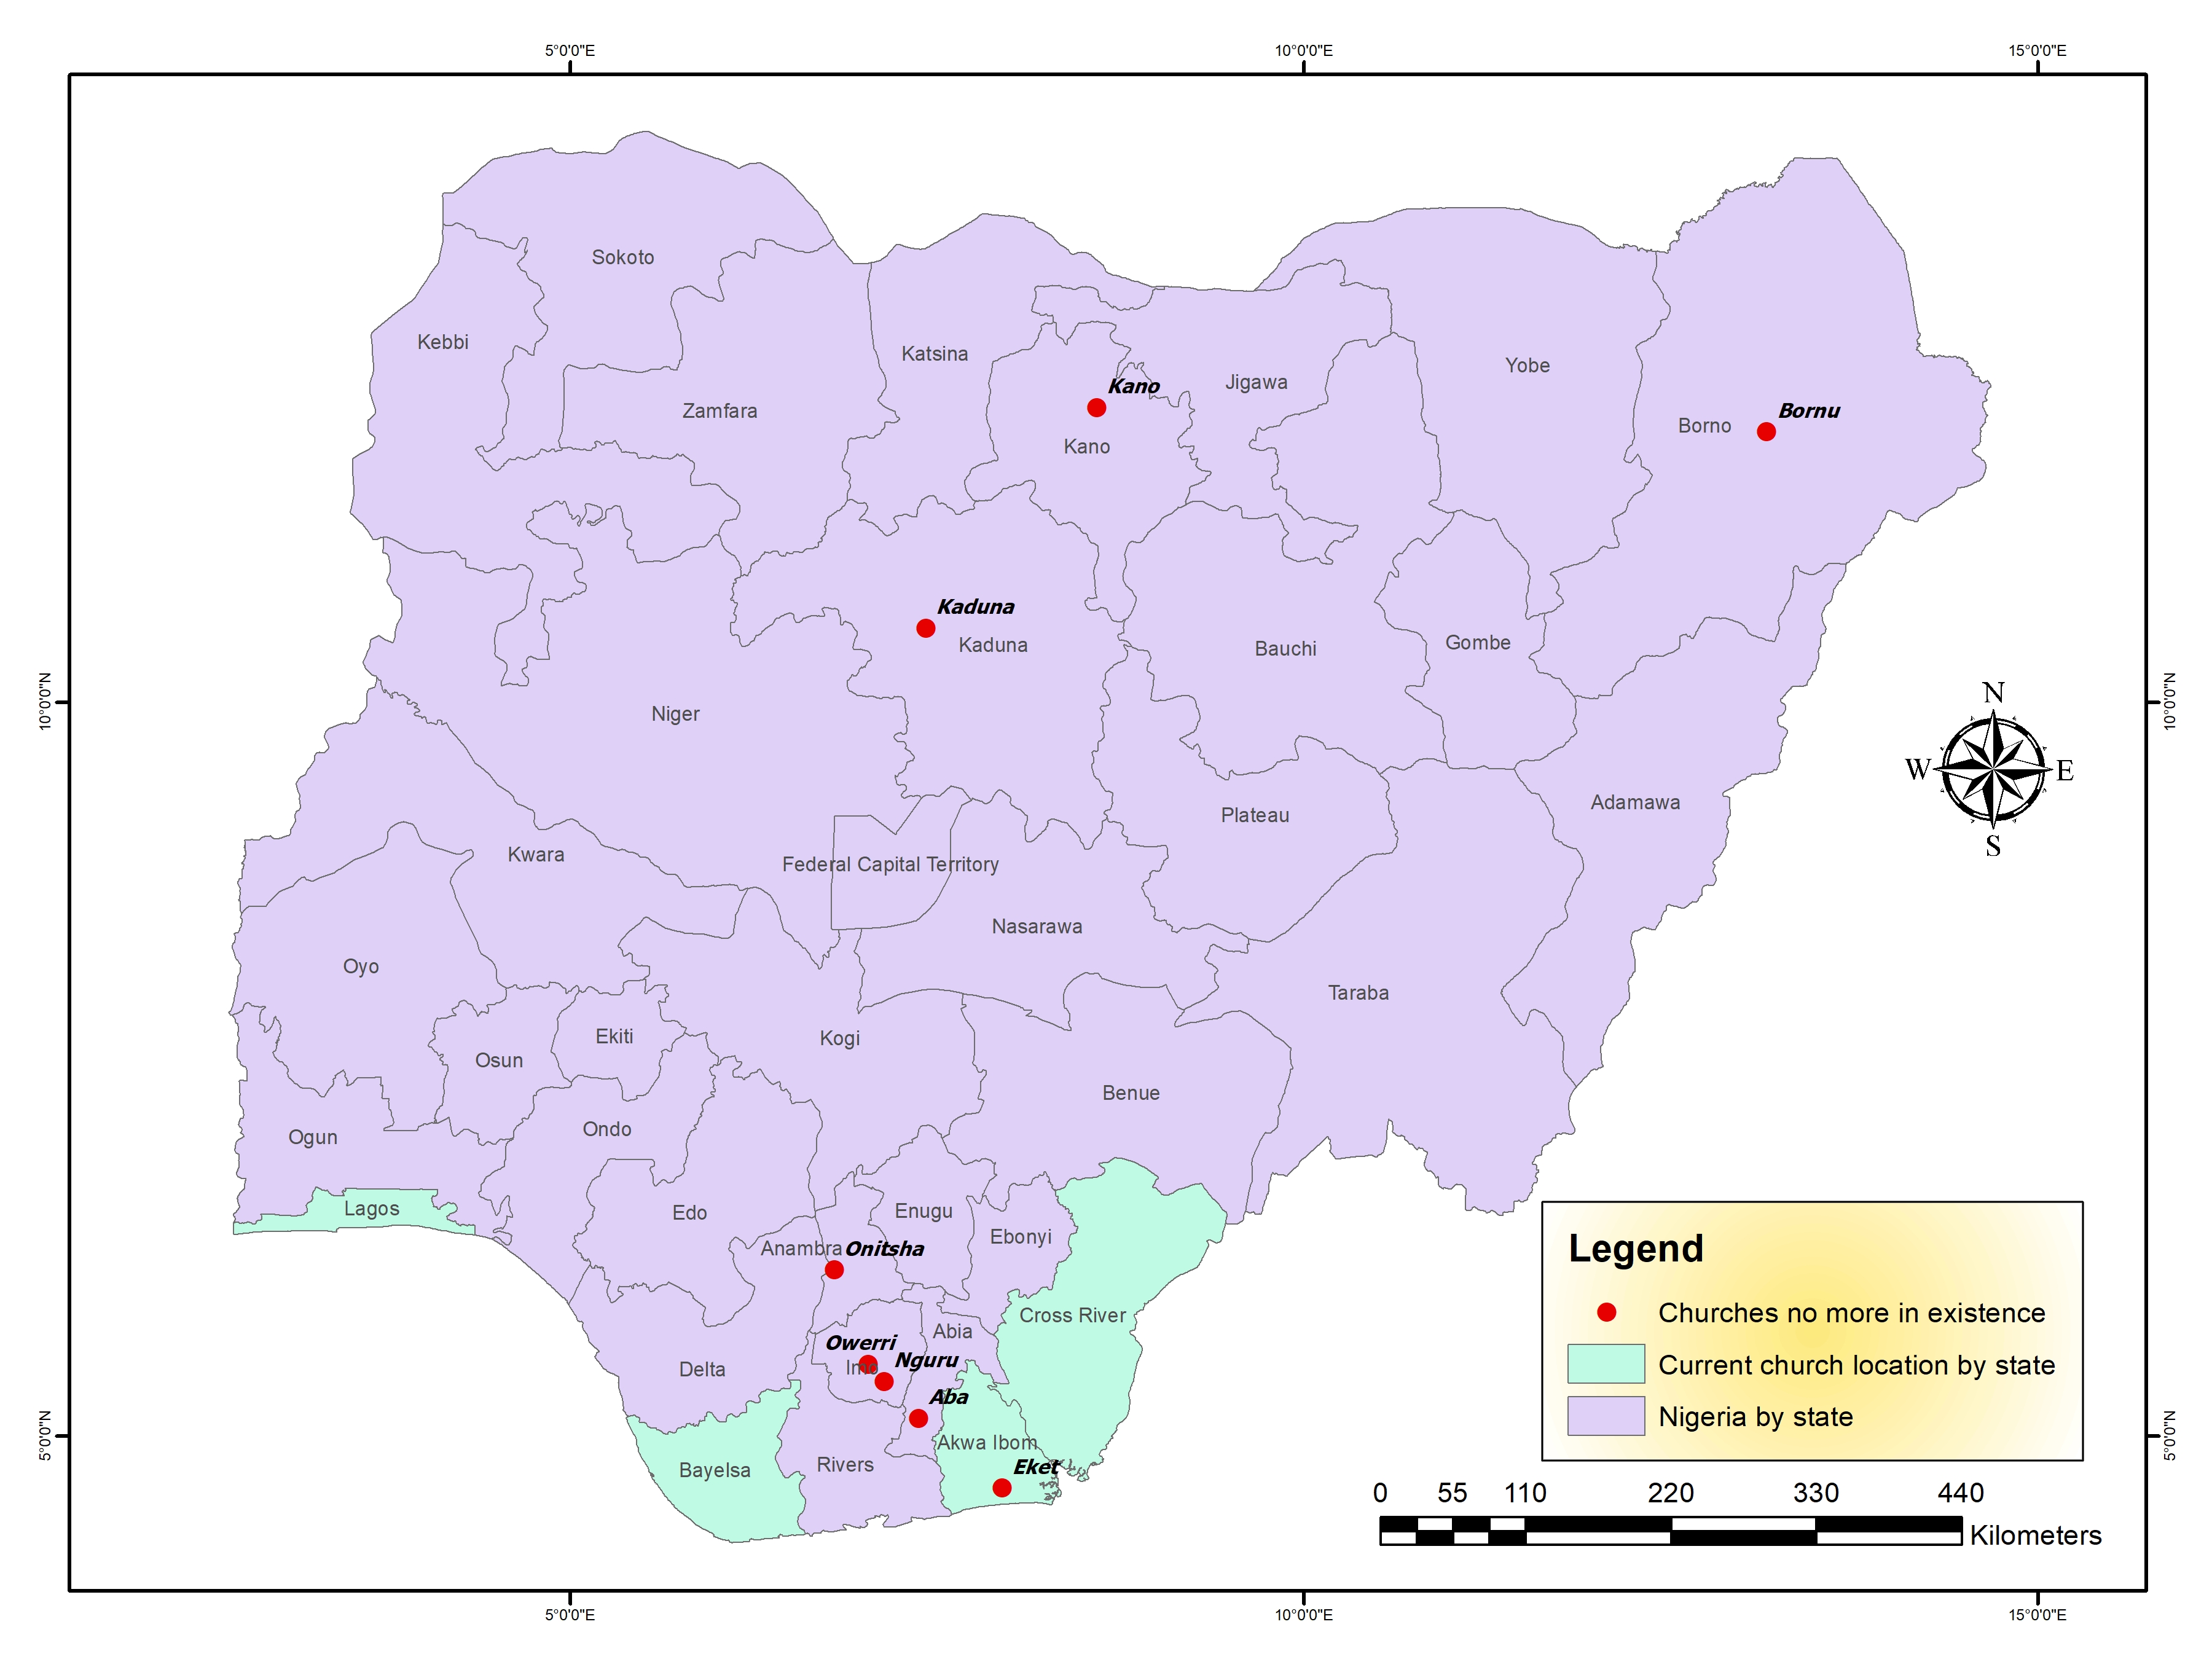 5°0'0"E
10°0'0"E
15°0'0"E
Sokoto
Kebbi
Katsina
Yobe
Jigawa
Kano
Zamfara
Bornu
Borno
Kano
Kaduna
Kaduna
Gombe
Bauchi
10°0'0"N
10°0'0"N
N
Niger
W
E
Adamawa
Plateau
S
Kwara
Federal Capital Territory
Nasarawa
Oyo
Taraba
Ekiti
Kogi
Osun
Benue
Ondo
Ogun
Lagos
Edo
Enugu
Ebonyi
Anambra
Onitsha
Legend
Churches no more in existence
Current church location by state
Nigeria by state
Cross River
Abia
Owerri
Nguru
Imo
Delta
Aba
5°0'0"N
5°0'0"N
Akwa Ibom
Rivers
Eket
Bayelsa
0 55 110 220 330 440
Kilometers
5°0'0"E
10°0'0"E
15°0'0"E